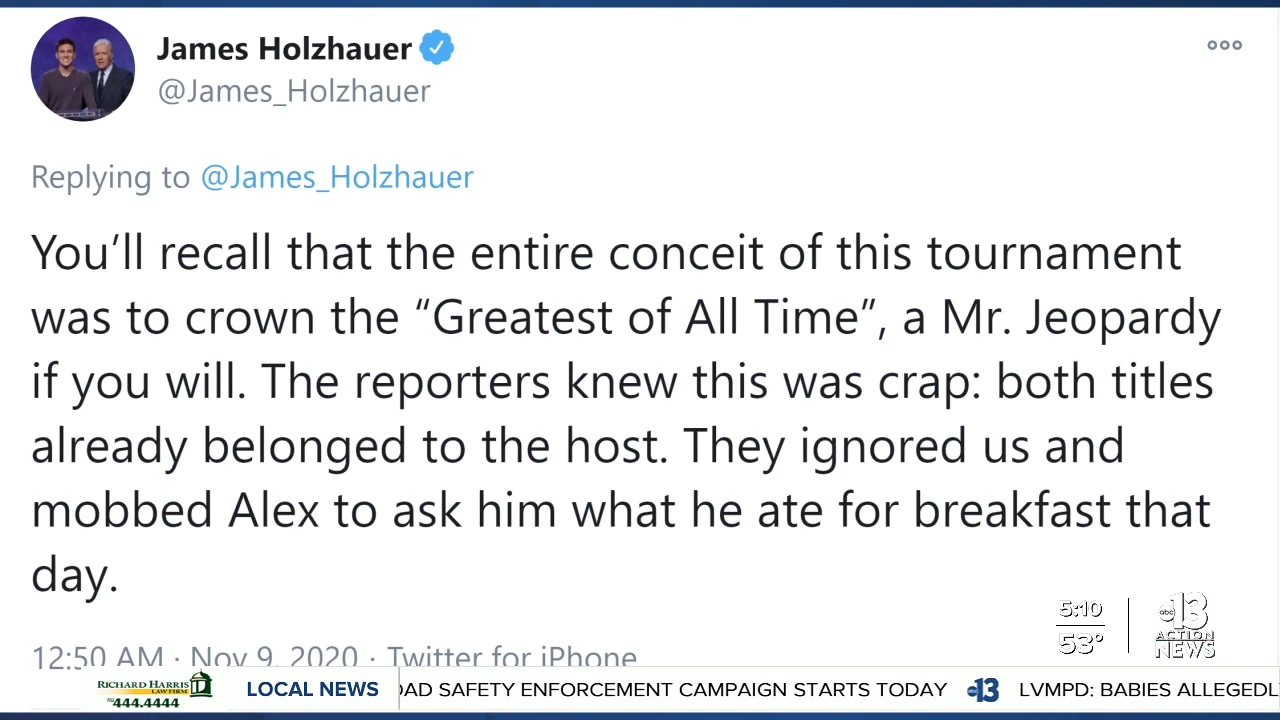 James Holzhauer
@James_Holzhauer
Replying to @James_Holzhauer
You’ll recall that the entire conceit of this tournament
was to crown the “Greatest of All Time”, a Mr. Jeopardy
if you will. The reporters knew this was crap: both titles
already belonged to the host. They ignored us and
mobbed Alex to ask him what he ate for breakfast that
day.
12:50 AM · Nov 9, 2020 · Twitter for iPhone
5:10
53°
abc 13
ACTION
NEWS
RICHARD HARRIS
LAW FIRM
702 444.4444
LOCAL NEWS
OAD SAFETY ENFORCEMENT CAMPAIGN STARTS TODAY
abc 13
LVMPD: BABIES ALLEGEDL